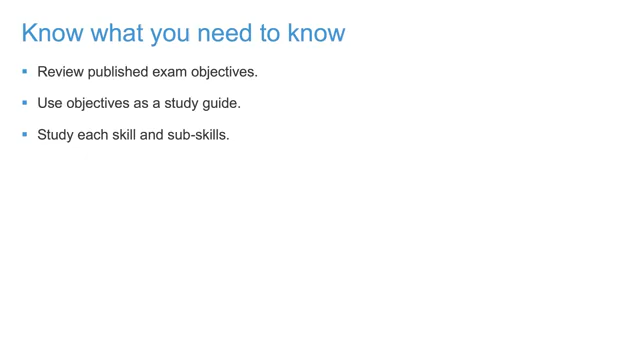 Know what you need to know
Review published exam objectives.
Use objectives as a study guide.
Study each skill and sub-skills.